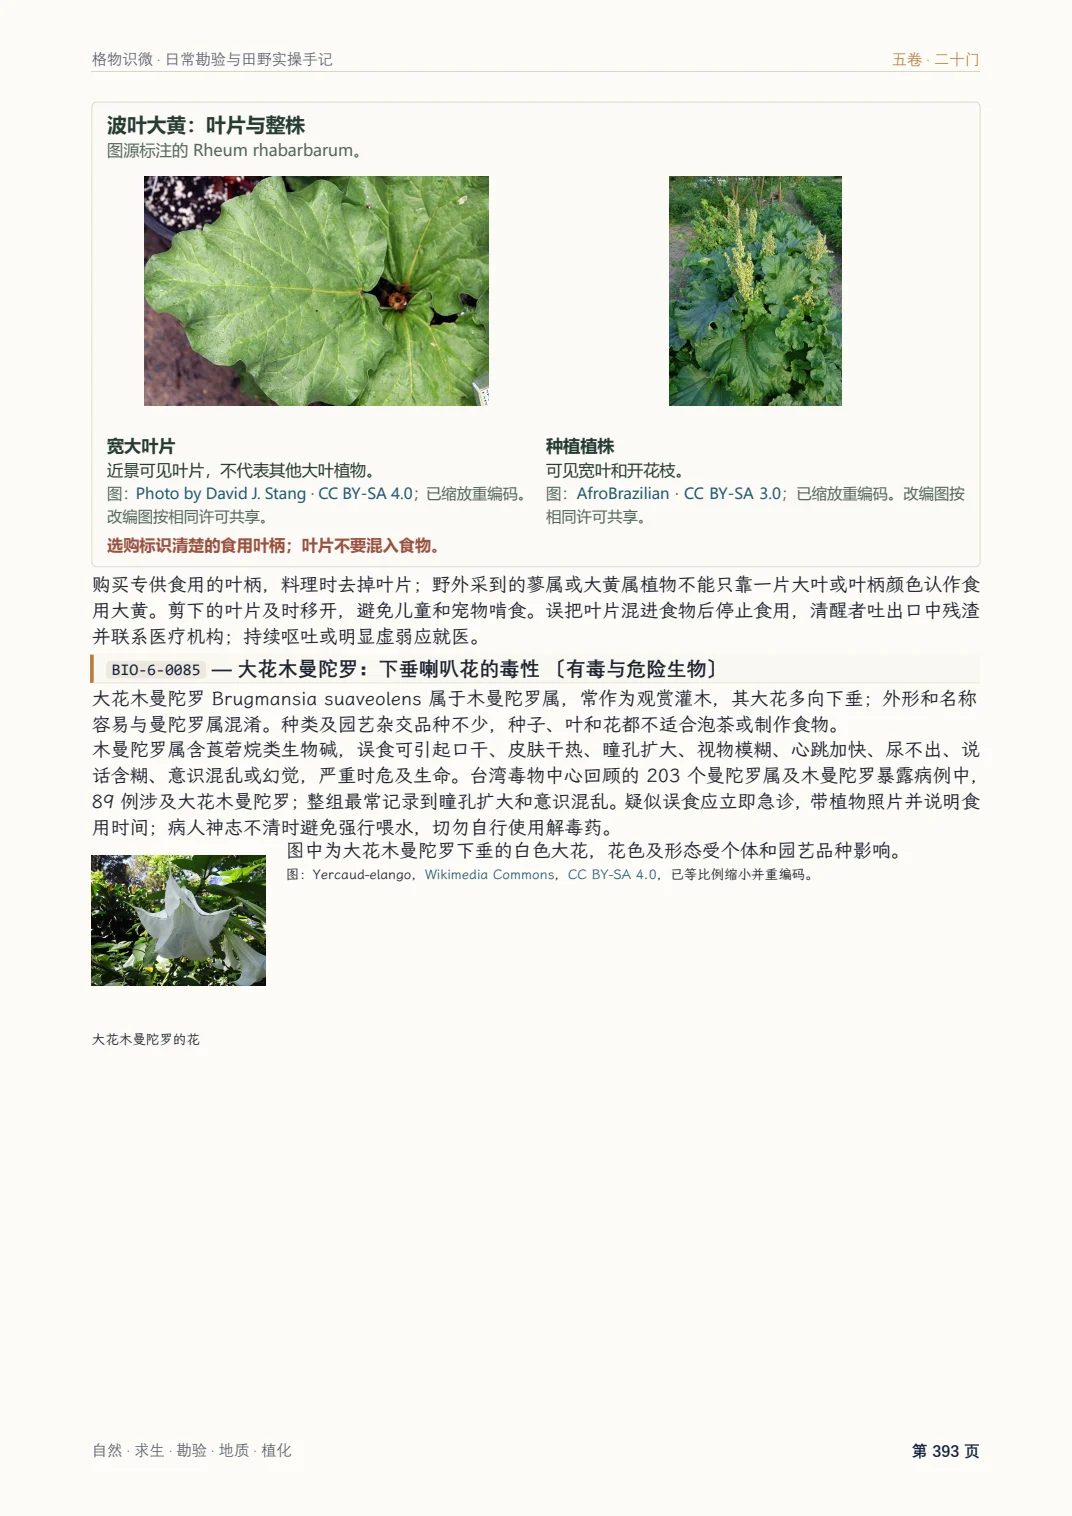 格物识微 · 日常勘验与田野实操手记
五卷 · 二十门
波叶大黄：叶片与整株
图源标注的 Rheum rhabarbarum。
宽大叶片
近景可见叶片，不代表其他大叶植物。
图：Photo by David J. Stang · CC BY-SA 4.0；已缩放重编码。
改编图按相同许可共享。
种植植株
可见宽叶和开花枝。
图：AfroBrazilian · CC BY-SA 3.0；已缩放重编码。改编图按
相同许可共享。
选购标识清楚的食用叶柄；叶片不要混入食物。
购买专供食用的叶柄，料理时去掉叶片；野外采到的蓼属或大黄属植物不能只靠一片大叶或叶柄颜色认作食
用大黄。剪下的叶片及时移开，避免儿童和宠物啃食。误把叶片混进食物后停止食用，清醒者吐出口中残渣
并联系医疗机构；持续呕吐或明显虚弱应就医。
BIO-6-0085 — 大花木曼陀罗：下垂喇叭花的毒性 〔有毒与危险生物〕
大花木曼陀罗 Brugmansia suaveolens 属于木曼陀罗属，常作为观赏灌木，其大花多向下垂；外形和名称
容易与曼陀罗属混淆。种类及园艺杂交品种不少，种子、叶和花都不适合泡茶或制作食物。
木曼陀罗属含莨菪烷类生物碱，误食可引起口干、皮肤干热、瞳孔扩大、视物模糊、心跳加快、尿不出、说
话含糊、意识混乱或幻觉，严重时危及生命。台湾毒物中心回顾的 203 个曼陀罗属及木曼陀罗暴露病例中，
89 例涉及大花木曼陀罗；整组最常记录到瞳孔扩大和意识混乱。疑似误食应立即急诊，带植物照片并说明食
用时间；病人神志不清时避免强行喂水，切勿自行使用解毒药。
图中为大花木曼陀罗下垂的白色大花，花色及形态受个体和园艺品种影响。
图：Yercaud-elango，Wikimedia Commons，CC BY-SA 4.0，已等比例缩小并重编码。
大花木曼陀罗的花
自然 · 求生 · 勘验 · 地质 · 植化
第 393 页